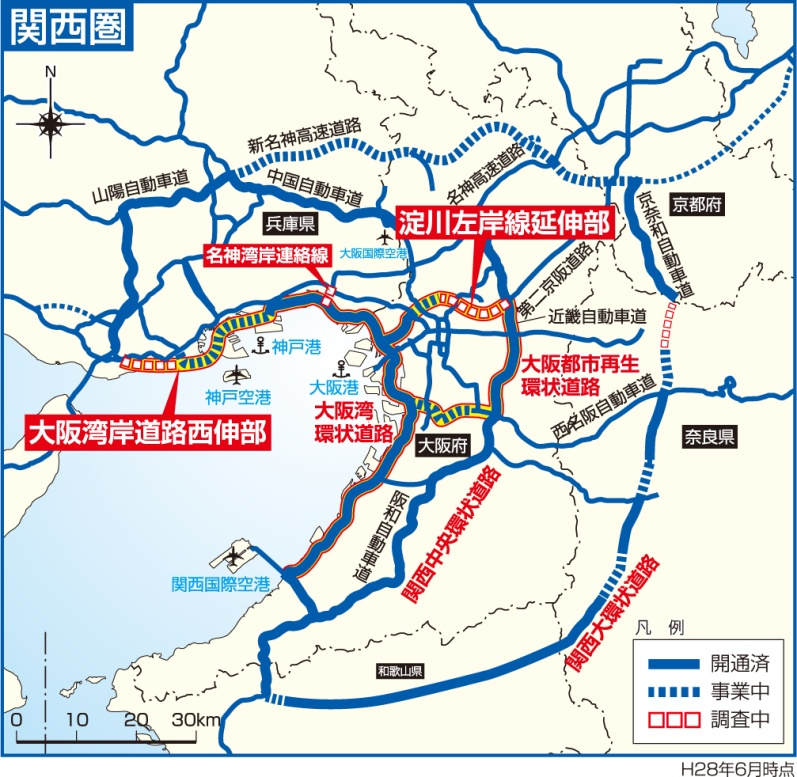 関西圏
N
新名神高速道路
名神高速道路
山陽自動車道
中国自動車道
京都府
兵庫県
淀川左岸線延伸部
京奈和自動車道
名神湾岸連絡線
大阪国際空港
第二京阪道路
近畿自動車道
神戸港
神戸空港
大阪港
大阪湾
環状道路
大阪都市再生
環状道路
大阪湾岸道路西伸部
西名阪自動車道
大阪府
奈良県
阪和自動車道
関西中央環状道路
関西国際空港
関西大環状道路
和歌山県
凡 例
開通済
事業中
調査中
0 10 20 30km
H28年6月時点